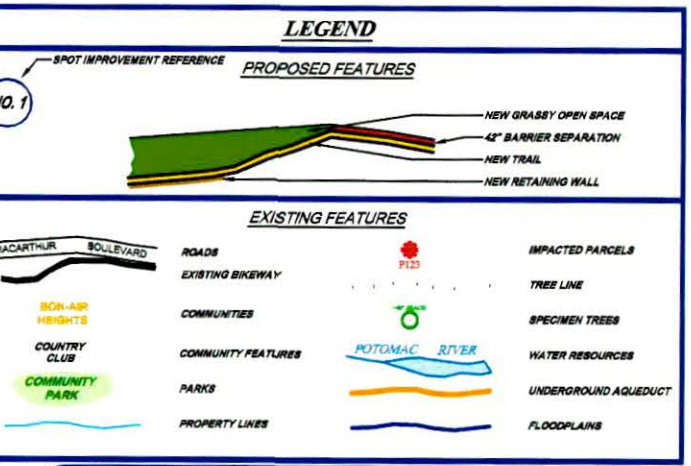 LEGEND
SPOT IMPROVEMENT REFERENCE
PROPOSED FEATURES
NO. 1
NEW GRASSY OPEN SPACE
42" BARRIER SEPARATION
NEW TRAIL
NEW RETAINING WALL
EXISTING FEATURES
MACARTHUR BOULEVARD
ROADS
EXISTING BIKEWAY
BON-AIR
HEIGHTS
COMMUNITIES
COUNTRY
CLUB
COMMUNITY FEATURES
COMMUNITY
PARK
PARKS
PROPERTY LINES
P123
IMPACTED PARCELS
TREE LINE
SPECIMEN TREES
POTOMAC RIVER
WATER RESOURCES
UNDERGROUND AQUEDUCT
FLOODPLAINS